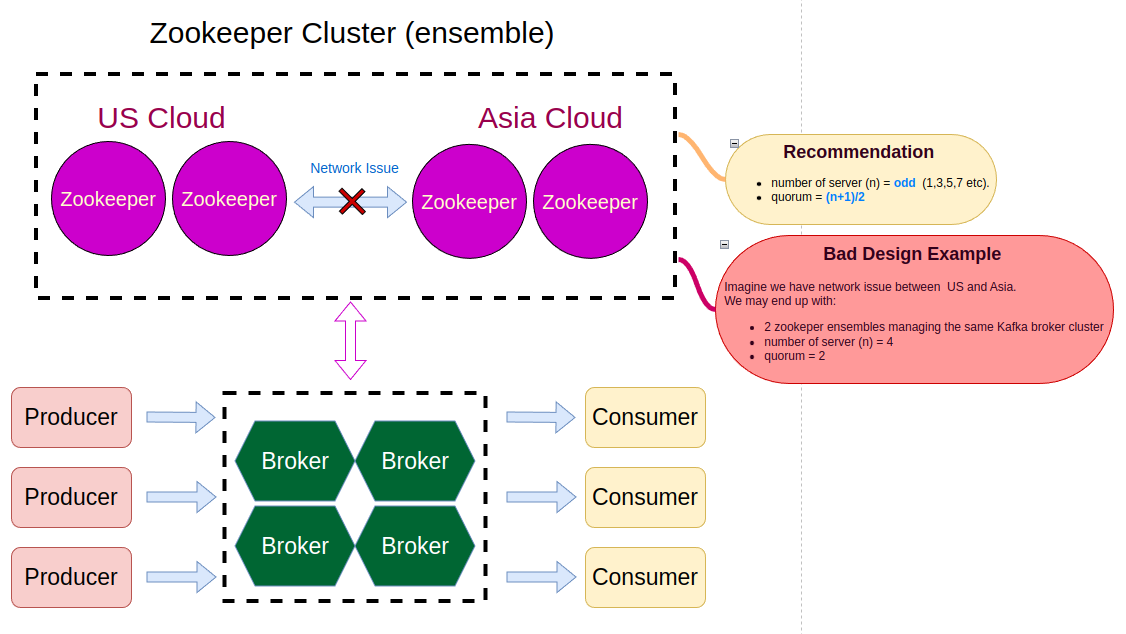 Zookeeper Cluster (ensemble)
US Cloud
Asia Cloud
Network Issue
Zookeeper
Zookeeper
Zookeeper
Zookeeper
Recommendation
number of server (n) = odd (1,3,5,7 etc).
quorum = (n+1)/2
Bad Design Example
Imagine we have network issue between US and Asia.
We may end up with:
2 zookeper ensembles managing the same Kafka broker cluster
number of server (n) = 4
quorum = 2
Producer
Producer
Producer
Broker
Broker
Broker
Broker
Consumer
Consumer
Consumer